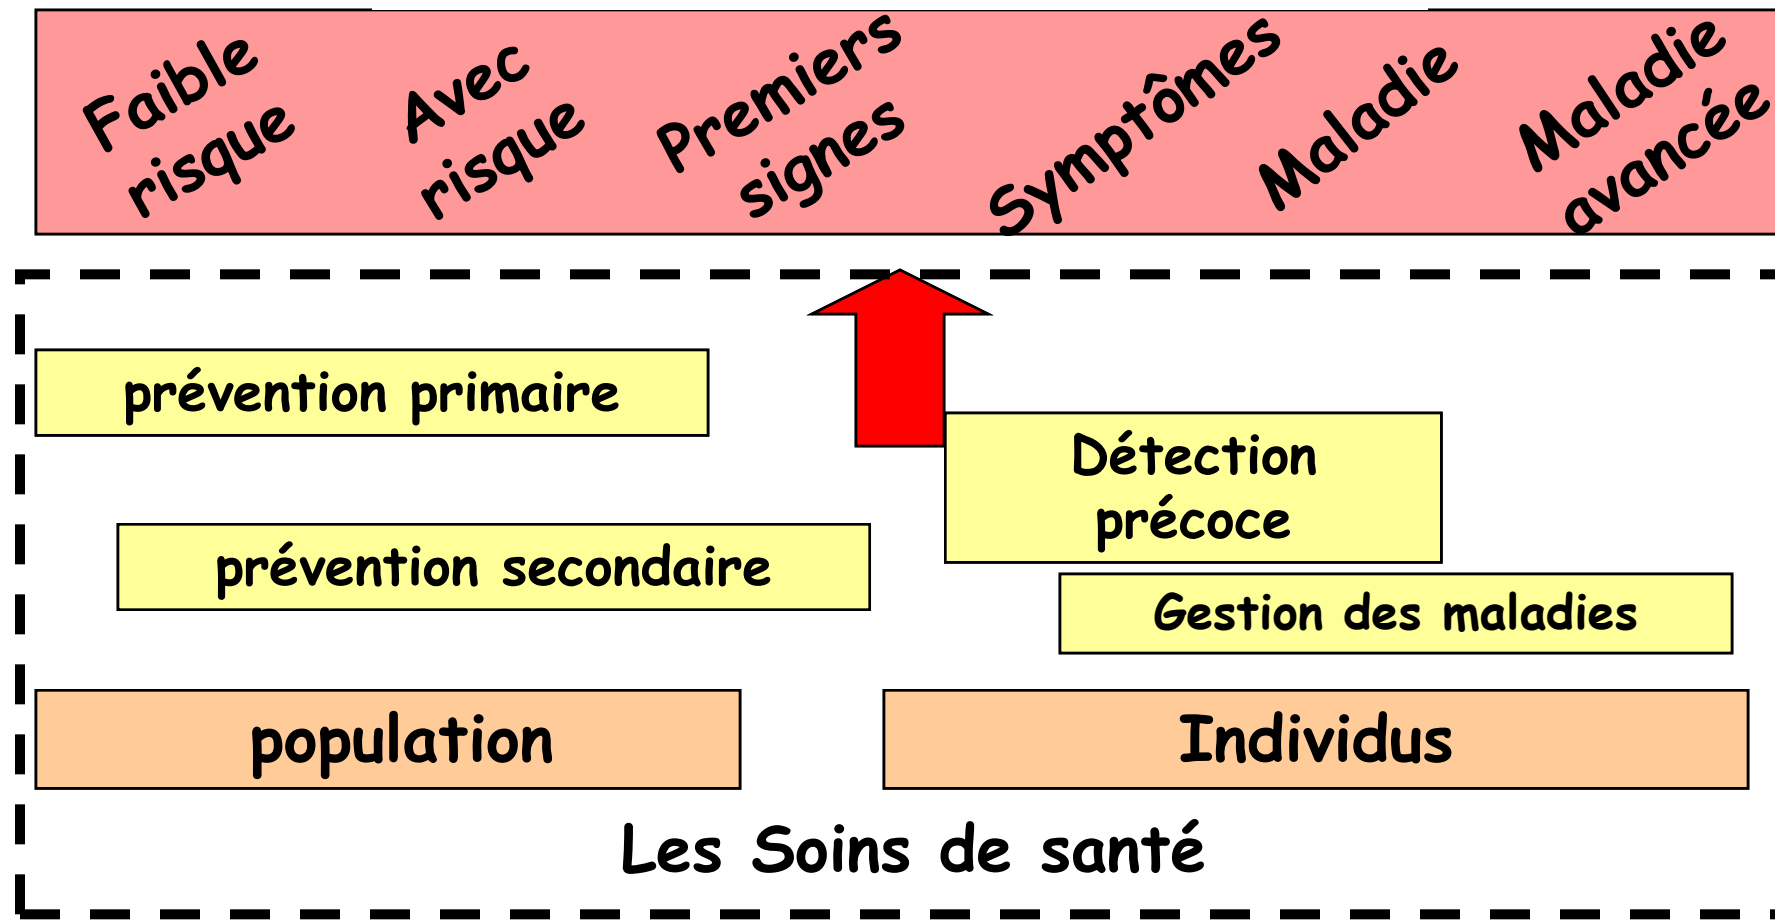 Faible
risque
Avec
risque
Premiers
signes
Symptômes
Maladie
Maladie
avancée
prévention primaire
Détection
précoce
prévention secondaire
Gestion des maladies
population
Individus
Les Soins de santé